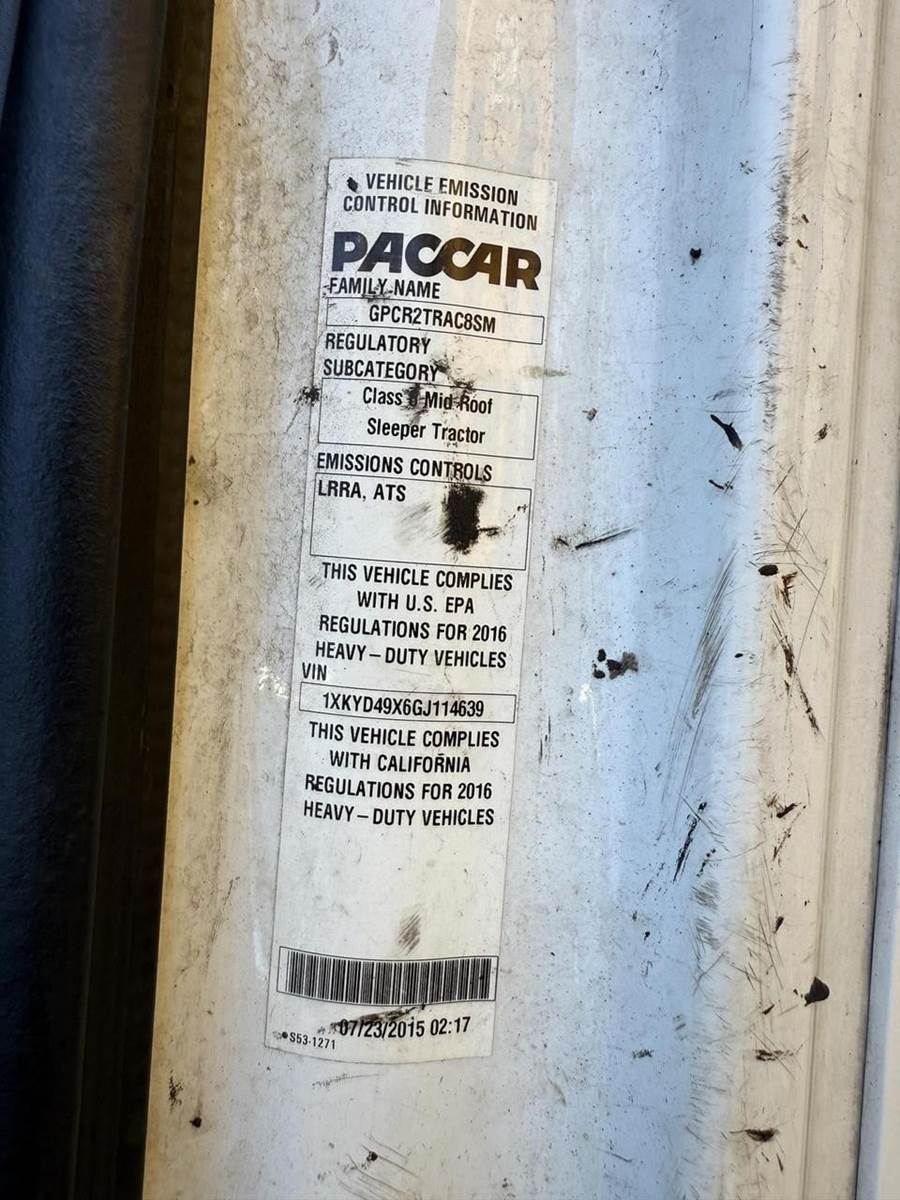 VEHICLE EMISSION
CONTROL INFORMATION
PACCAR
FAMILY NAME
GPCR2TRAC8SM
REGULATORY
SUBCATEGORY
Class Mid Roof
Sleeper Tractor
EMISSIONS CONTROLS
LRRA, ATS
THIS VEHICLE COMPLIES
WITH U.S. EPA
REGULATIONS FOR 2016
HEAVY – DUTY VEHICLES
VIN
1XKYD49X6GJ114639
THIS VEHICLE COMPLIES
WITH CALIFORNIA
REGULATIONS FOR 2016
HEAVY – DUTY VEHICLES
07/23/2015 02:17
S53-1271